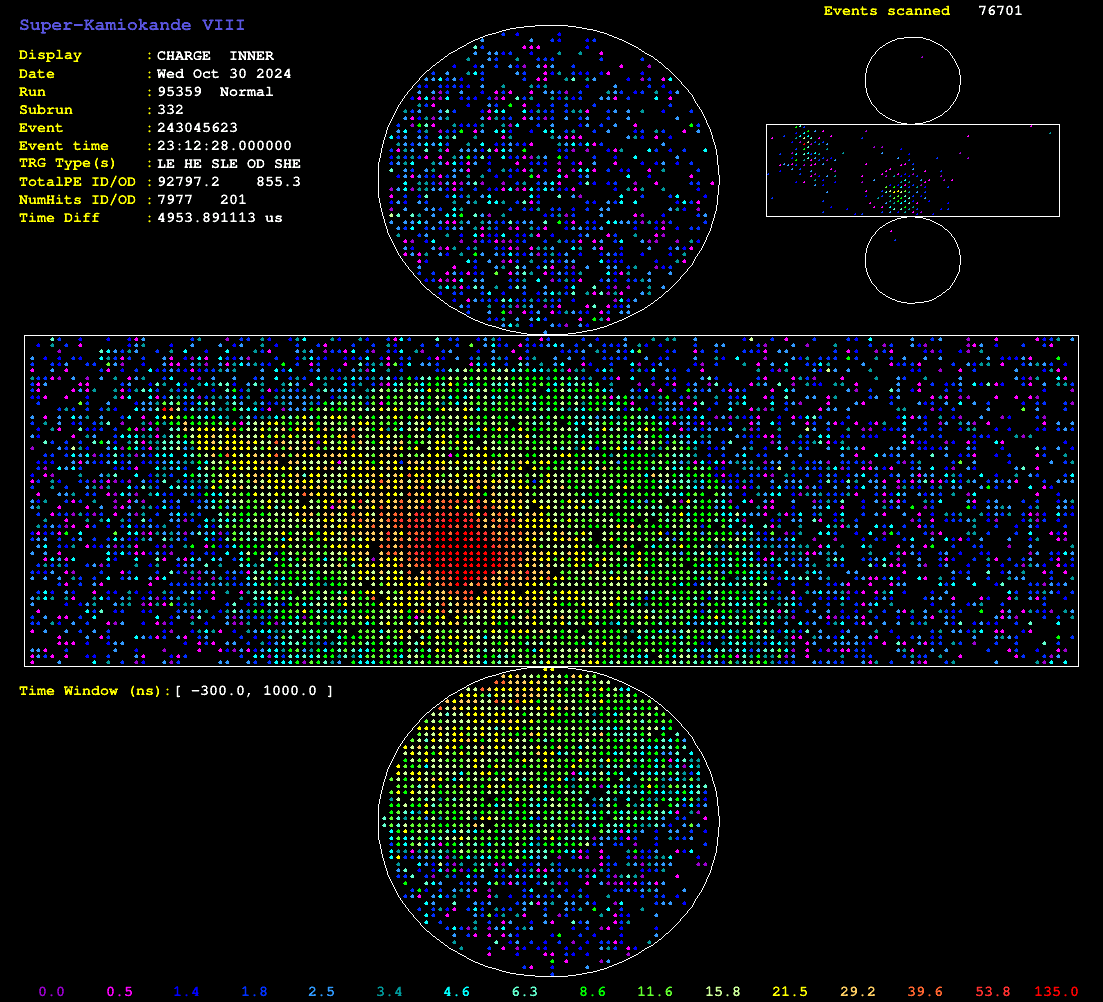 Super-Kamiokande VIII
Events scanned 76701
Display : CHARGE INNER
Date : Wed Oct 30 2024
Run : 95359 Normal
Subrun : 332
Event : 243045623
Event time : 23:12:28.000000
TRG Type(s) : LE HE SLE OD SHE
TotalPE ID/OD : 92797.2 855.3
NumHits ID/OD : 7977 201
Time Diff : 4953.891113 us
Time Window (ns):[ -300.0, 1000.0 ]
0.0 0.5 1.4 1.8 2.5 3.4 4.6 6.3 8.6 11.6 15.8 21.5 29.2 39.6 53.8 135.0